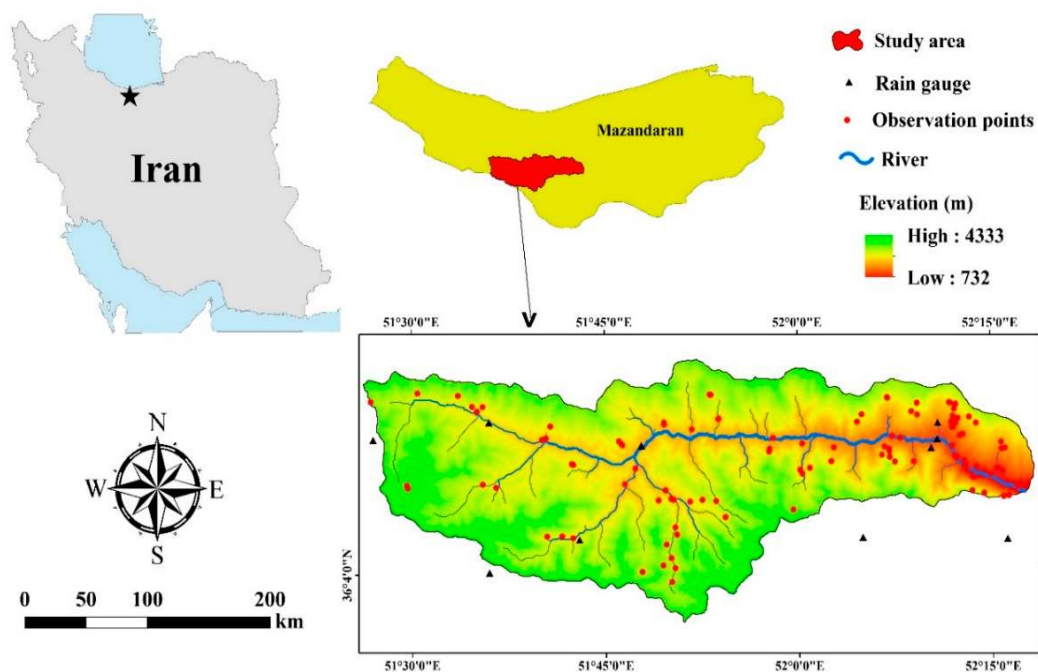 Iran
Mazandaran
Study area
Rain gauge
Observation points
River
Elevation (m)
High : 4333
Low : 732
51°30'0"E
51°45'0"E
52°0'0"E
52°15'0"E
36°4'0"N
51°30'0"E
51°45'0"E
52°0'0"E
52°15'0"E
N
W
E
S
0
50
100
200
km